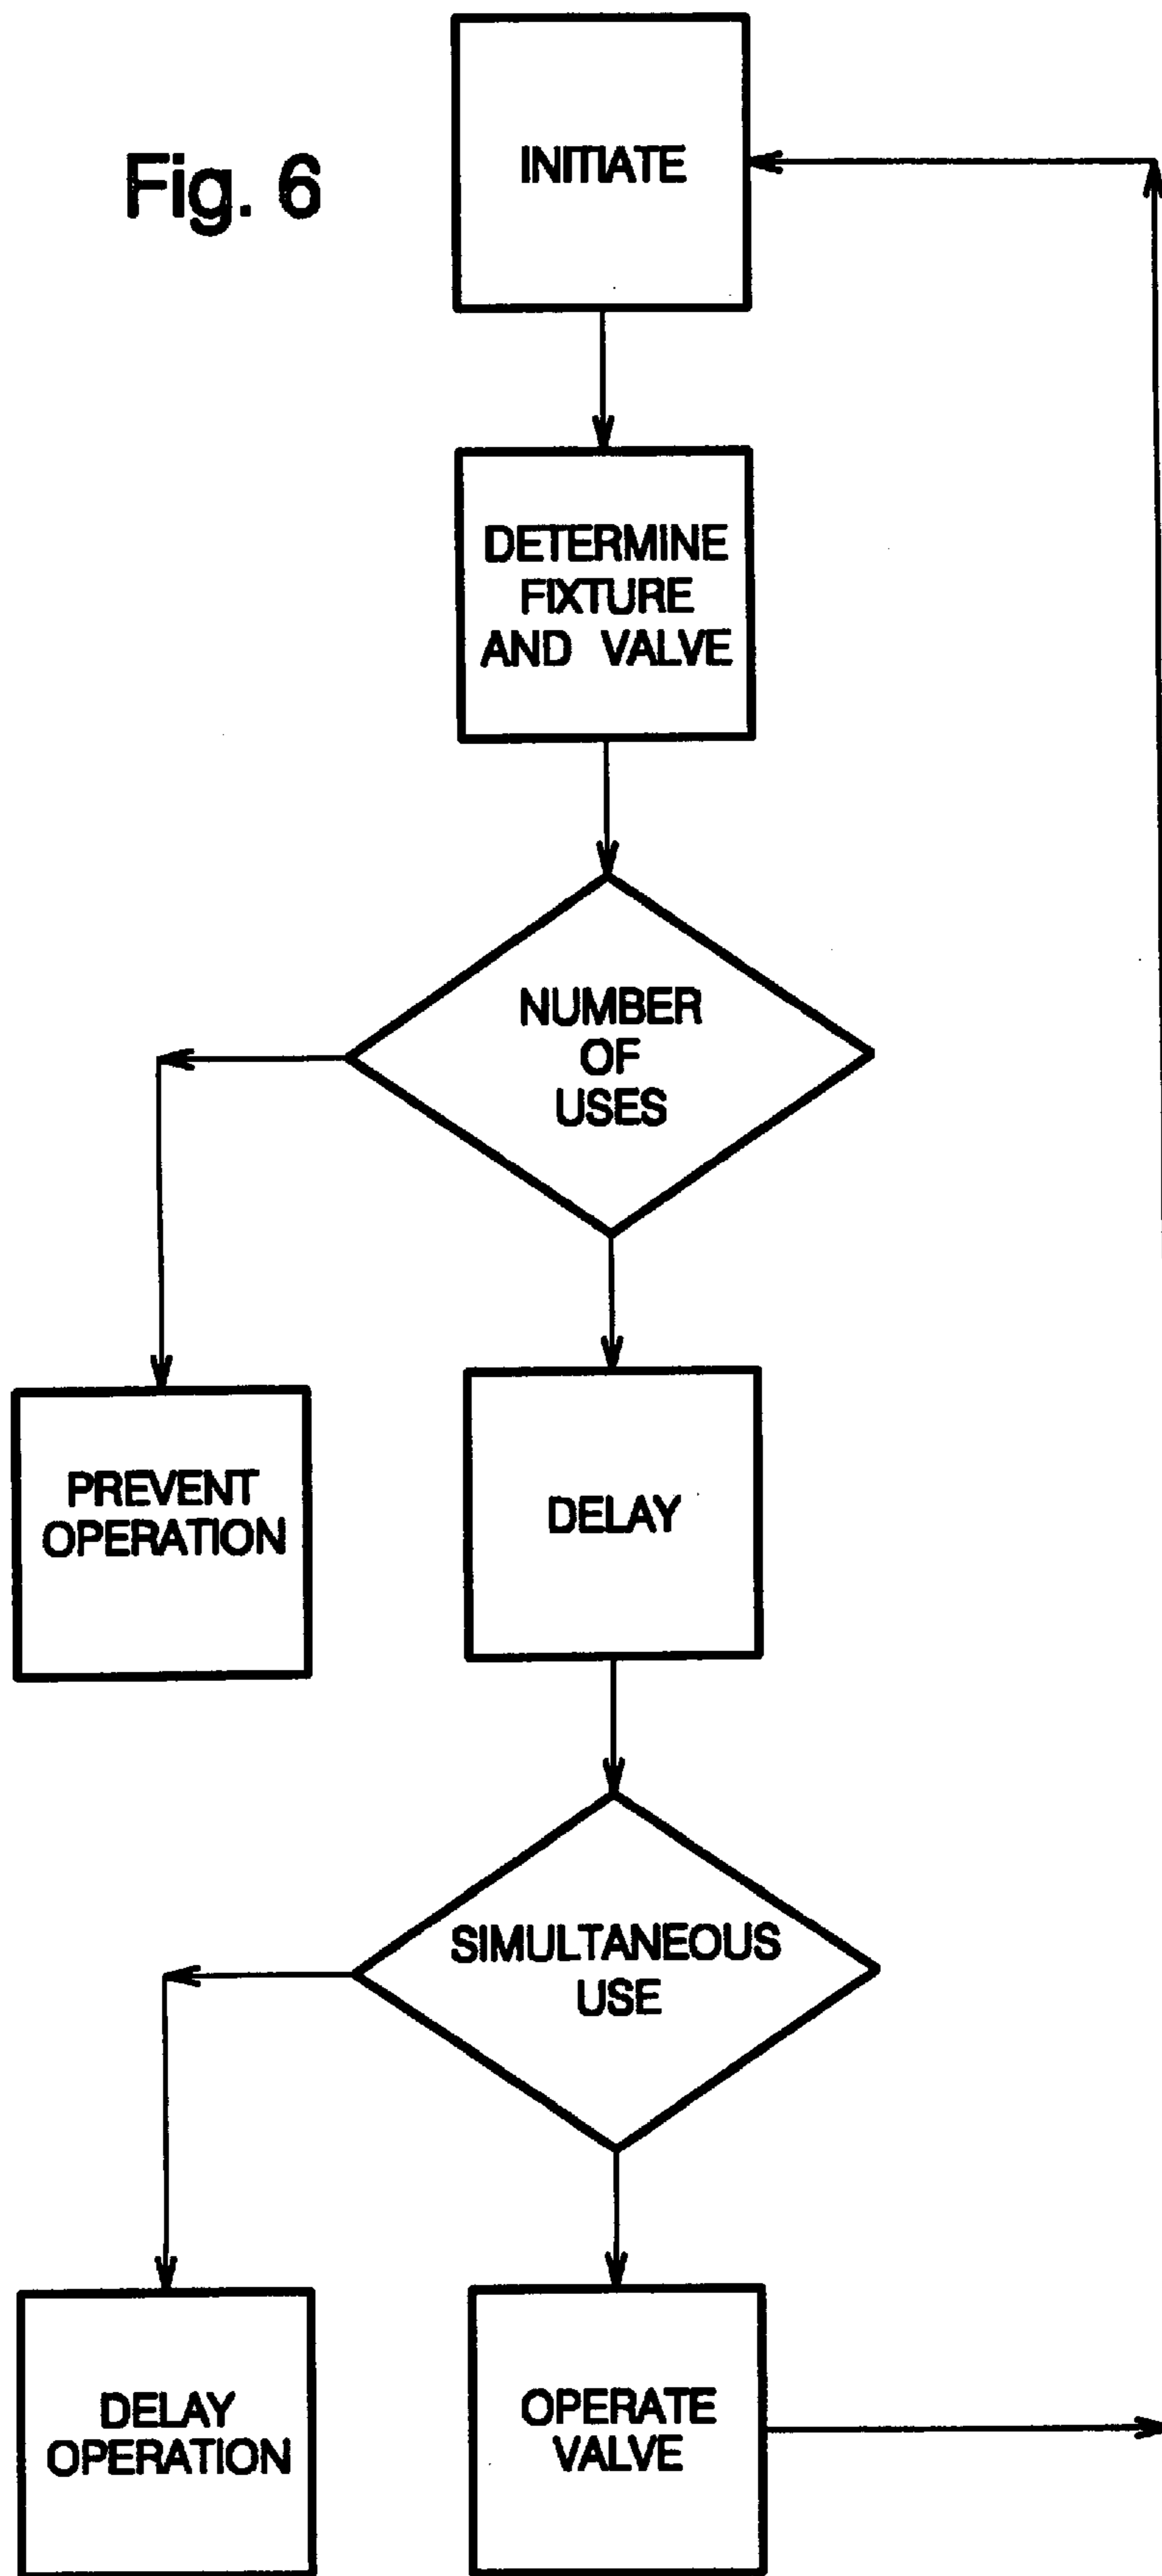 Fig. 6
INITIATE
DETERMINE
FIXTURE
AND VALVE
NUMBER
OF
USES
PREVENT
OPERATION
DELAY
SIMULTANEOUS
USE
DELAY
OPERATION
OPERATE
VALVE